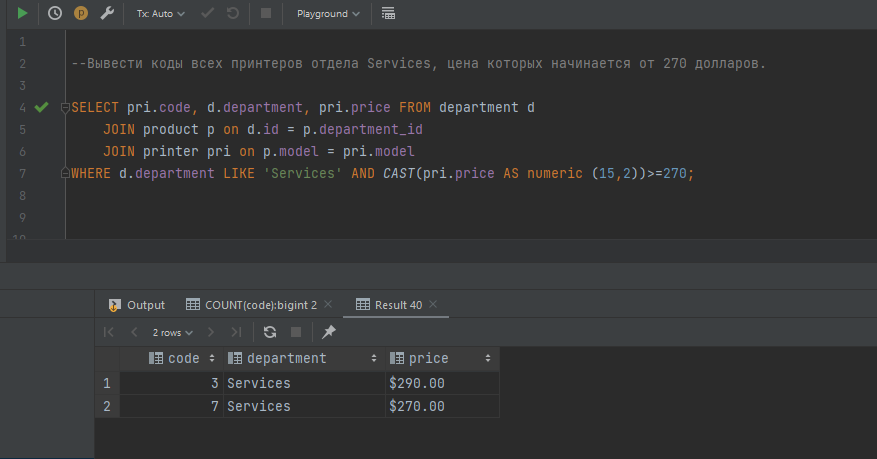 Tx: Auto Playground
1
2 --Вывести коды всех принтеров отдела Services, цена которых начинается от 270 долларов.
3
4 SELECT pri.code, d.department, pri.price FROM department d
5 JOIN product p on d.id = p.department_id
6 JOIN printer pri on p.model = pri.model
7 WHERE d.department LIKE 'Services' AND CAST(pri.price AS numeric (15,2))>=270;
8
9
10
Output COUNT(code):bigint 2 Result 40
2 rows
code department price
1 3 Services $290.00
2 7 Services $270.00